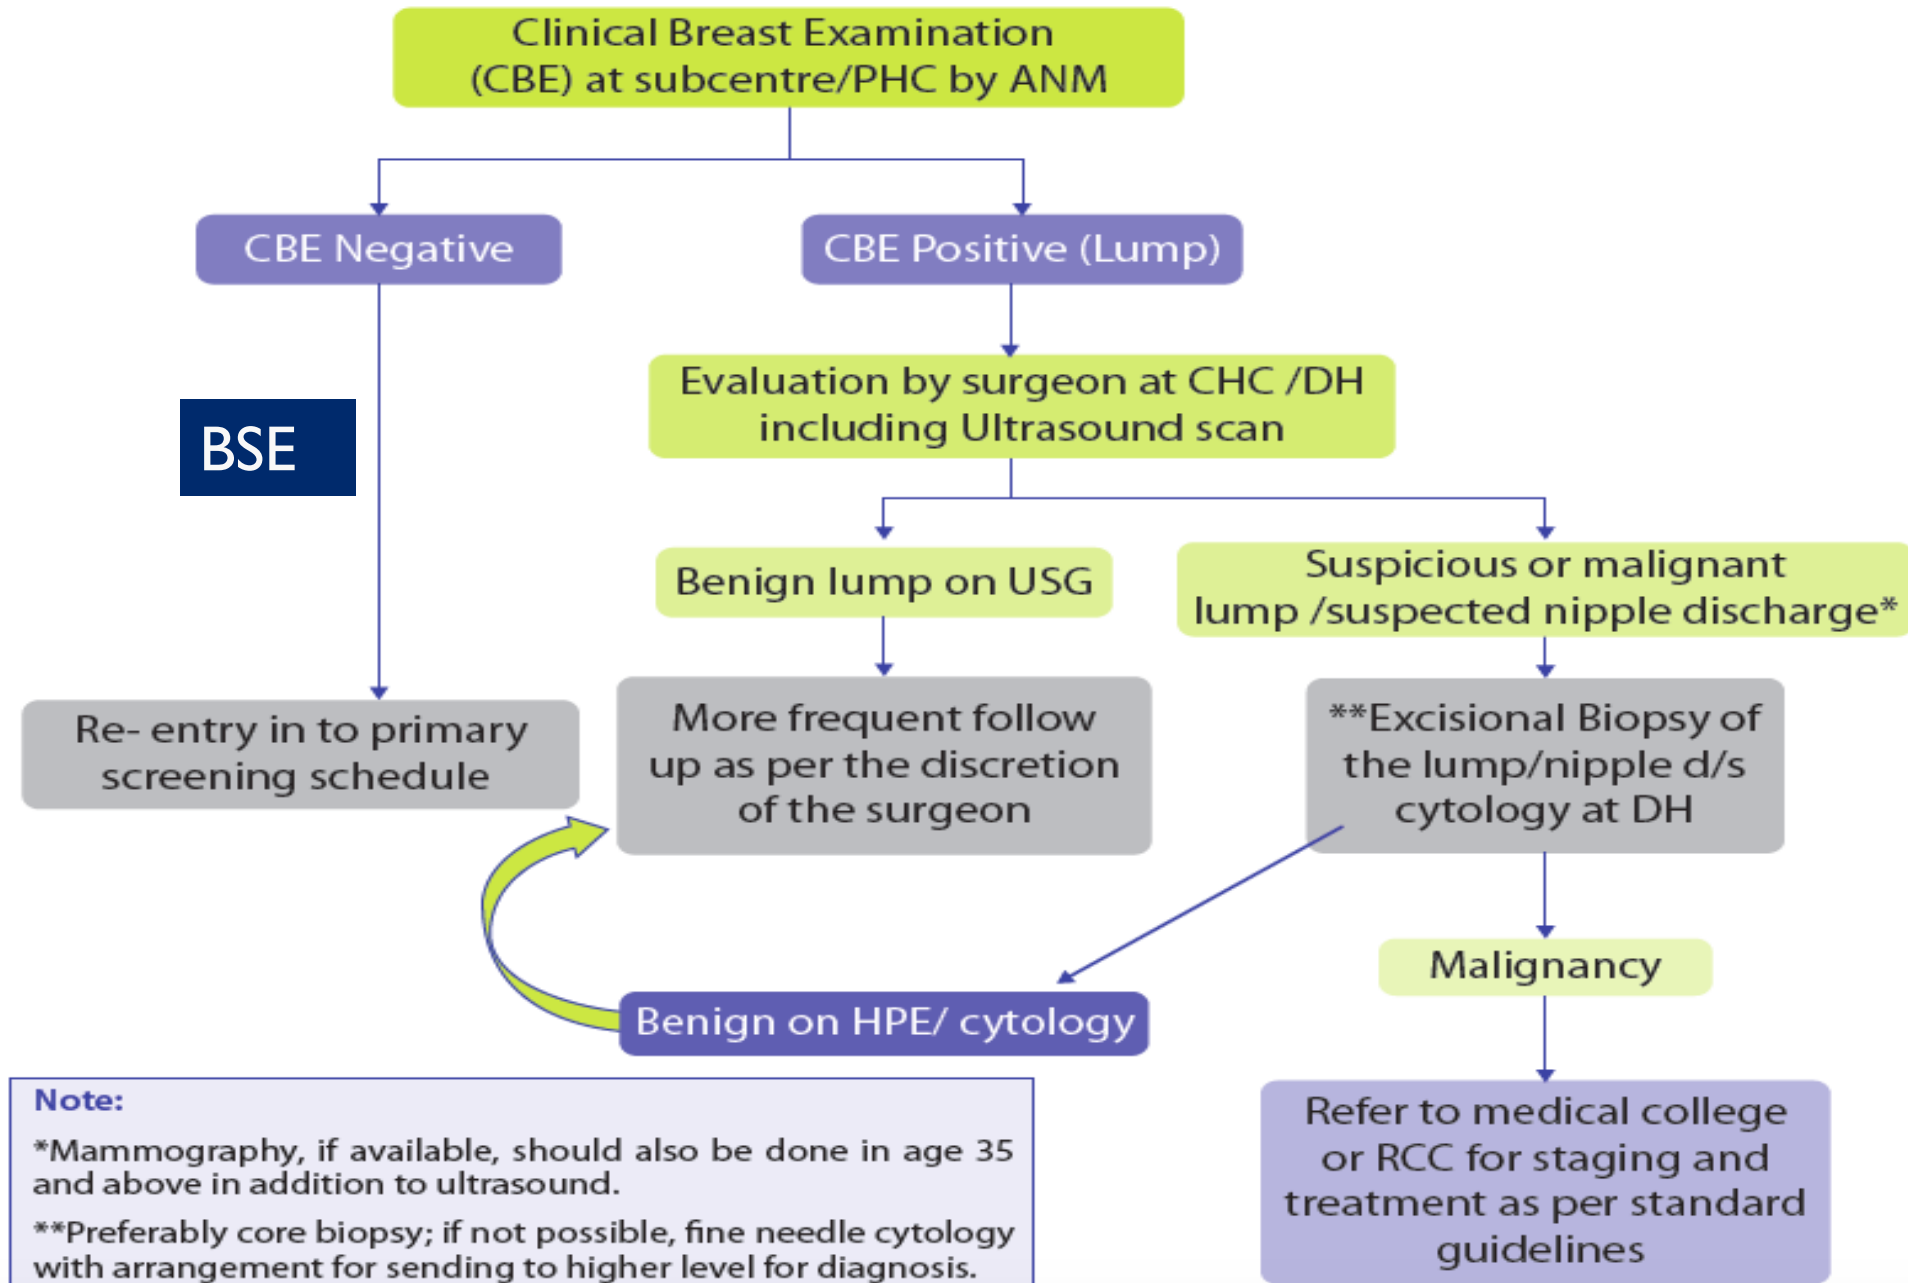 Clinical Breast Examination
(CBE) at subcentre/PHC by ANM
CBE Negative
CBE Positive (Lump)
Evaluation by surgeon at CHC /DH
including Ultrasound scan
BSE
Benign lump on USG
Suspicious or malignant
lump /suspected nipple discharge*
Re- entry in to primary
screening schedule
More frequent follow
up as per the discretion
of the surgeon
**Excisional Biopsy of
the lump/nipple d/s
cytology at DH
Malignancy
Benign on HPE/ cytology
Refer to medical college
or RCC for staging and
treatment as per standard
guidelines
Note:
*Mammography, if available, should also be done in age 35
and above in addition to ultrasound.
**Preferably core biopsy; if not possible, fine needle cytology
with arrangement for sending to higher level for diagnosis.